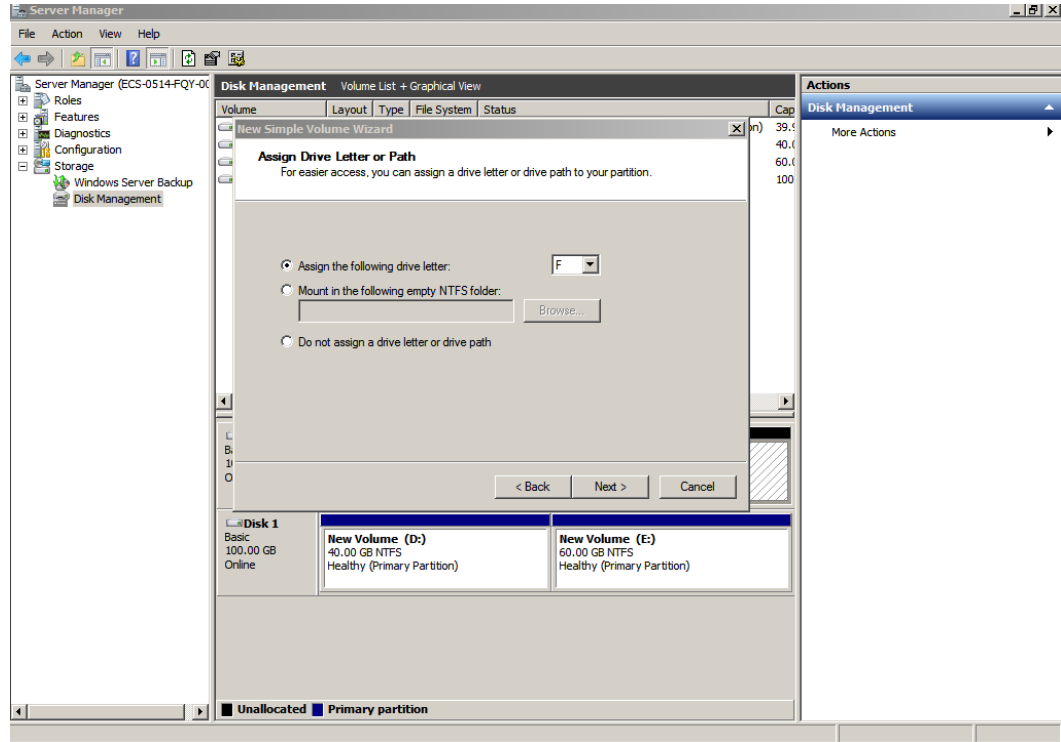 Server Manager
File Action View Help
Server Manager (ECS-0514-FQY-00
Roles
Features
Diagnostics
Configuration
Storage
Windows Server Backup
Disk Management
Disk Management Volume List + Graphical View
Volume Layout Type File System Status Cap
on) 39.9
40.0
60.0
100
New Simple Volume Wizard
Assign Drive Letter or Path
For easier access, you can assign a drive letter or drive path to your partition.
Assign the following drive letter: F
Mount in the following empty NTFS folder:
Browse...
Do not assign a drive letter or drive path
< Back Next > Cancel
Disk 1
Basic
100.00 GB
Online
New Volume (D:)
40.00 GB NTFS
Healthy (Primary Partition)
New Volume (E:)
60.00 GB NTFS
Healthy (Primary Partition)
Unallocated Primary partition
Actions
Disk Management
More Actions